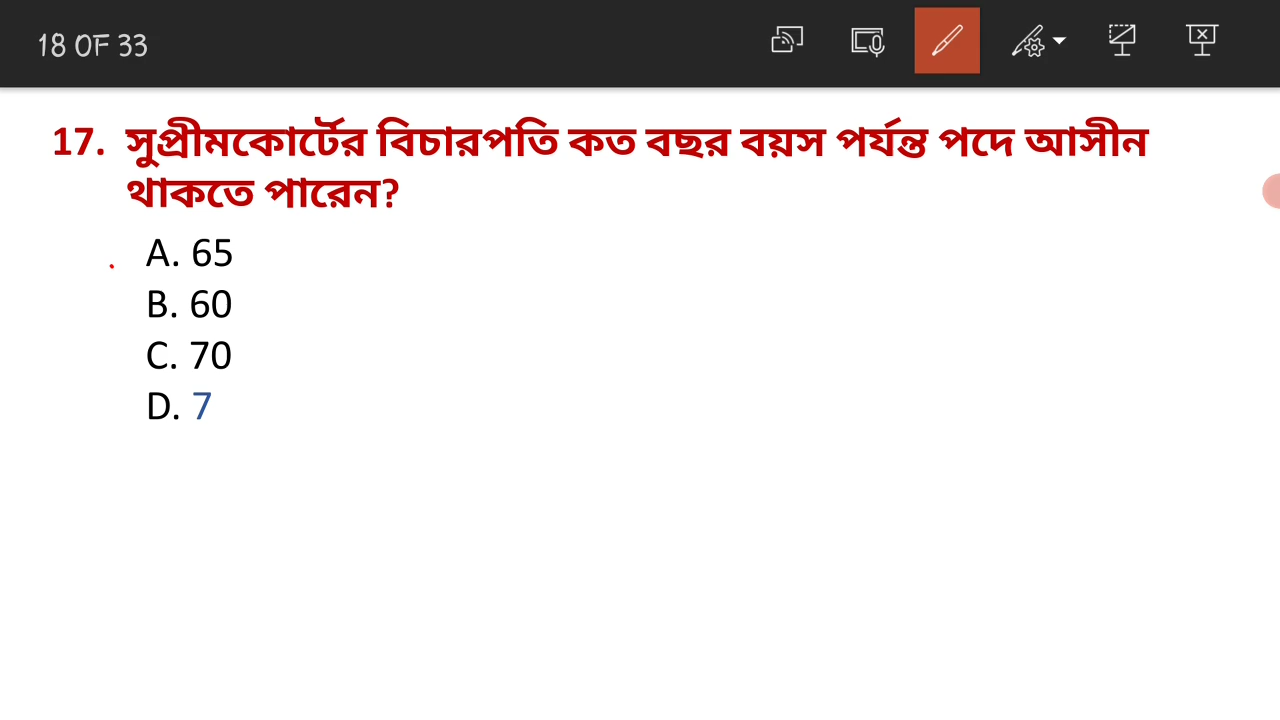 18 OF 33
17. সুপ্রীমকোর্টের বিচারপতি কত বছর বয়স পর্যন্ত পদে আসীন
থাকতে পারেন?
A. 65
B. 60
C. 70
D. 7